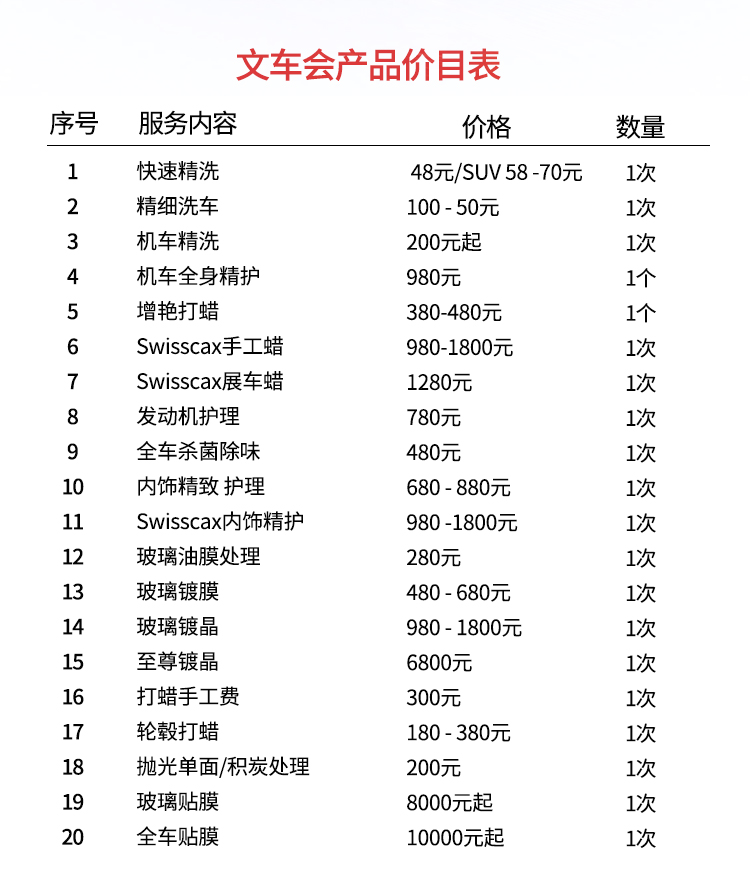 文车会产品价目表
序号 服务内容 价格 数量
1 快速精洗 48元/SUV 58 -70元 1次
2 精细洗车 100 - 50元 1次
3 机车精洗 200元起 1次
4 机车全身精护 980元 1个
5 增艳打蜡 380-480元 1个
6 Swisscax手工蜡 980-1800元 1次
7 Swisscax展车蜡 1280元 1次
8 发动机护理 780元 1次
9 全车杀菌除味 480元 1次
10 内饰精致 护理 680 - 880元 1次
11 Swisscax内饰精护 980 -1800元 1次
12 玻璃油膜处理 280元 1次
13 玻璃镀膜 480 - 680元 1次
14 玻璃镀晶 980 - 1800元 1次
15 至尊镀晶 6800元 1次
16 打蜡手工费 300元 1次
17 轮毂打蜡 180 - 380元 1次
18 抛光单面/积炭处理 200元 1次
19 玻璃贴膜 8000元起 1次
20 全车贴膜 10000元起 1次